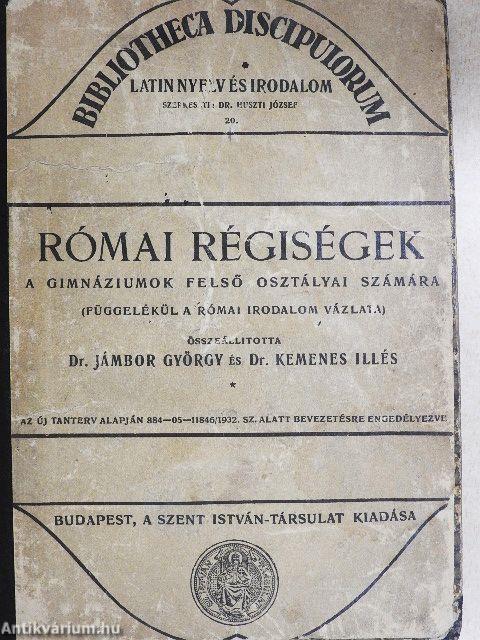 BIBLIOTHECA DISCIPULORUM
LATIN NYELV ÉS IRODALOM
SZERKESZTI: DR. HUSZTI JÓZSEF
20.
RÓMAI RÉGISÉGEK
A GIMNÁZIUMOK FELSŐ OSZTÁLYAI SZÁMÁRA
(FÜGGELÉKÜL A RÓMAI IRODALOM VÁZLATA)
ÖSSZEÁLLITOTTA
Dr. JÁMBOR GYÖRGY ÉS Dr. KEMENES ILLÉS
AZ ÚJ TANTERV ALAPJÁN 884—05—11846/1932. SZ. ALATT BEVEZETÉSRE ENGEDÉLYEZVE
BUDAPEST, A SZENT ISTVÁN-TÁRSULAT KIADÁSA
Antikvárium.hu